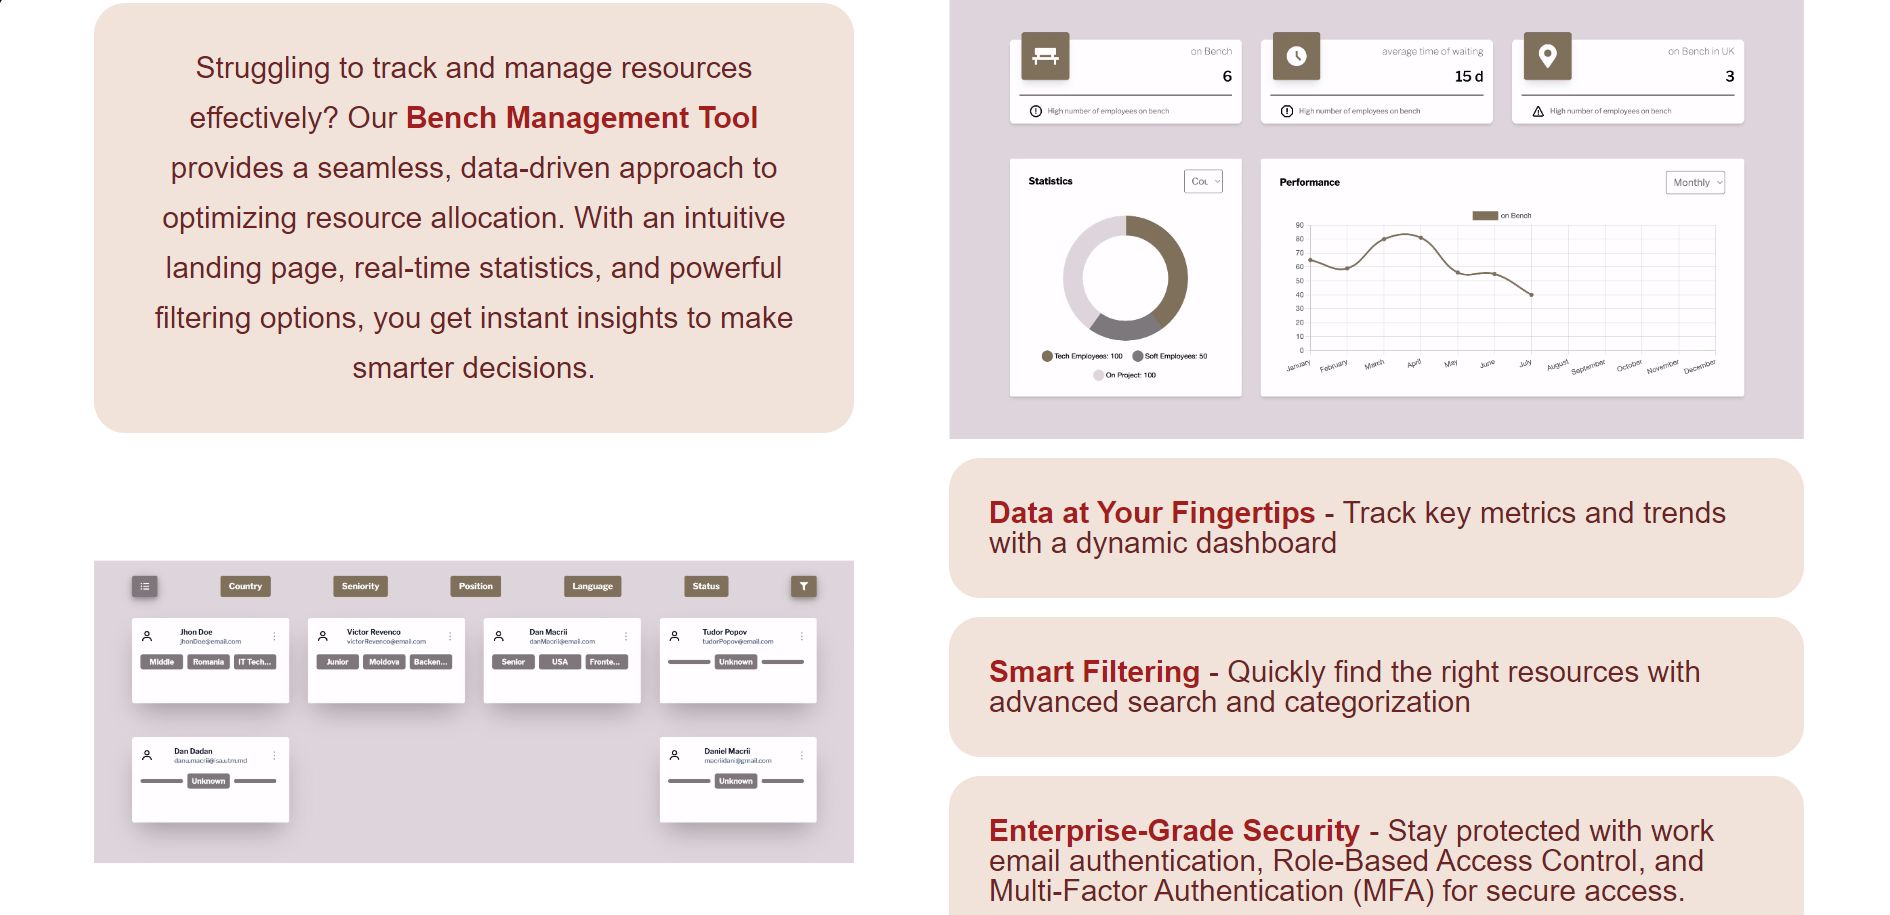 Struggling to track and manage resources
effectively? Our Bench Management Tool
provides a seamless, data-driven approach to
optimizing resource allocation. With an intuitive
landing page, real-time statistics, and powerful
filtering options, you get instant insights to make
smarter decisions.
on Bench
6
High number of employees on bench
average time of waiting
15 d
High number of employees on bench
on Bench in UK
3
High number of employees on bench
Statistics
Cou
Tech Employees: 100 Soft Employees: 50
On Project: 100
Performance
Monthly
on Bench
90
80
70
60
50
40
30
20
10
0
January February March April May June July August September October November December
Country Seniority Position Language Status
Jhon Doe
jhonDoe@email.com
Middle Romania IT Tech...
Victor Revenco
victorRevenco@email.com
Junior Moldova Backen...
Dan Macrii
danMacrii@email.com
Senior USA Fronte...
Tudor Popov
tudorPopov@email.com
Unknown
Dan Dadan
Unknown
Daniel Macrii
macriidani@gmail.com
Unknown
Data at Your Fingertips - Track key metrics and trends
with a dynamic dashboard
Smart Filtering - Quickly find the right resources with
advanced search and categorization
Enterprise-Grade Security - Stay protected with work
email authentication, Role-Based Access Control, and
Multi-Factor Authentication (MFA) for secure access.